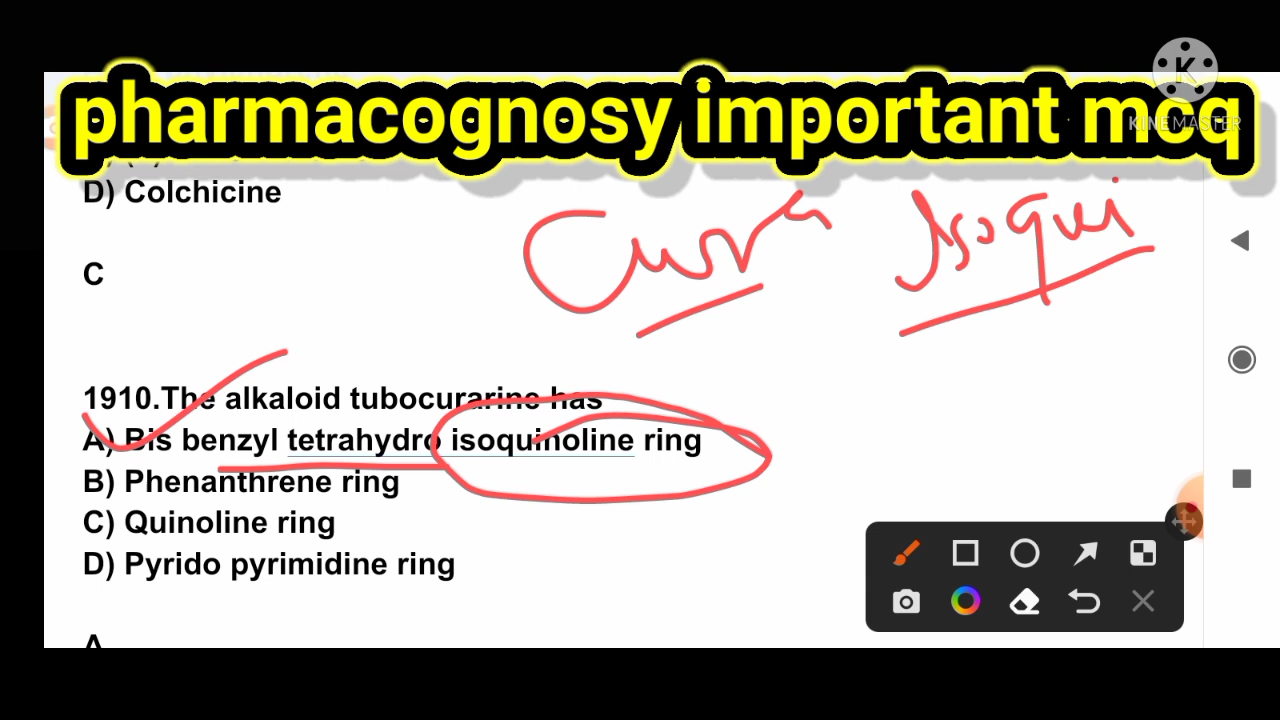 pharmacognosy important mcq
K
KINEMASTER
D) Colchicine
Isoqui
C
1910.The alkaloid tubocurarine has
A) Bis benzyl tetrahydro isoquinoline ring
B) Phenanthrene ring
C) Quinoline ring
D) Pyrido pyrimidine ring
A